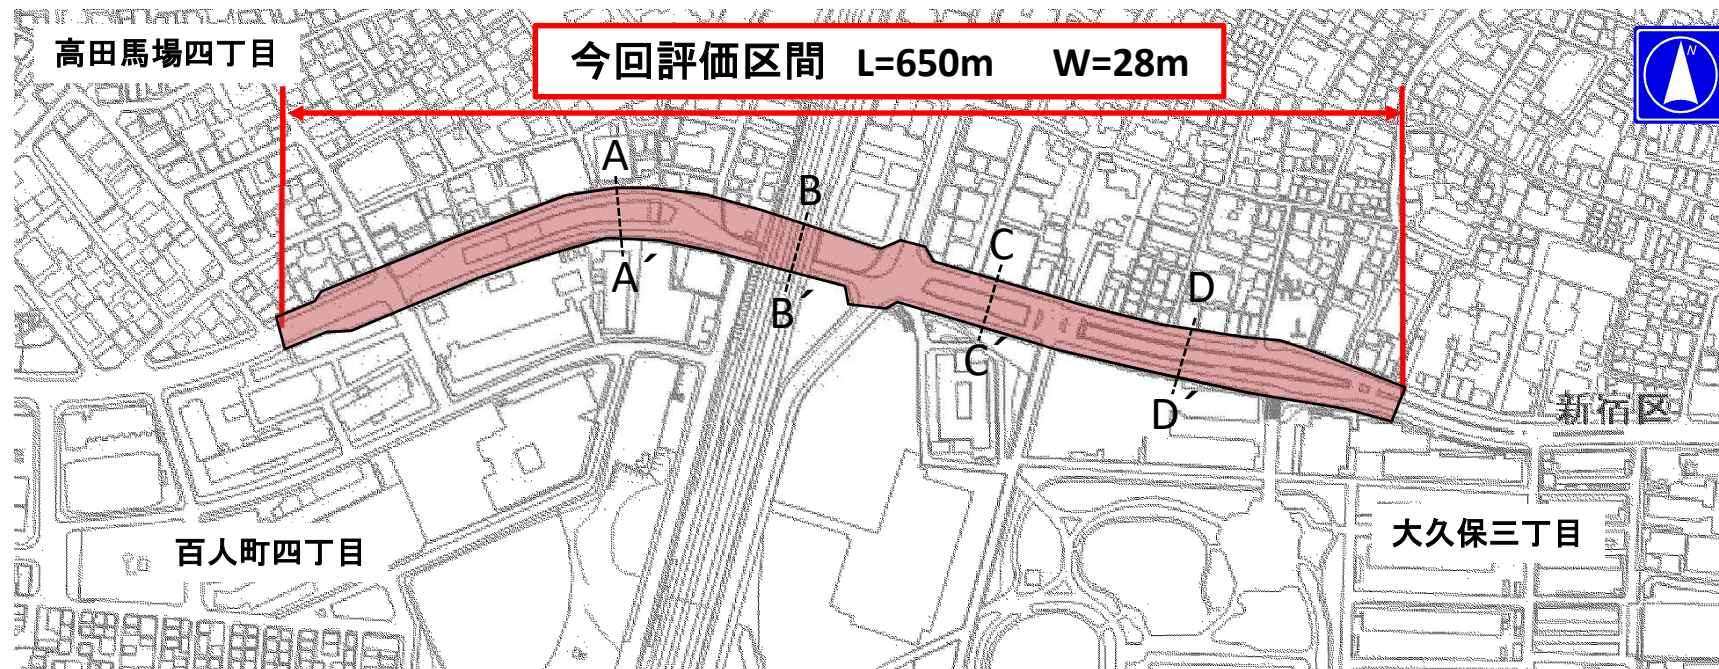 高田馬場四丁目
今回評価区間 L=650m W=28m
N
A
B
A´
C
B´
D
C´
D´
新宿区
大久保三丁目
百人町四丁目